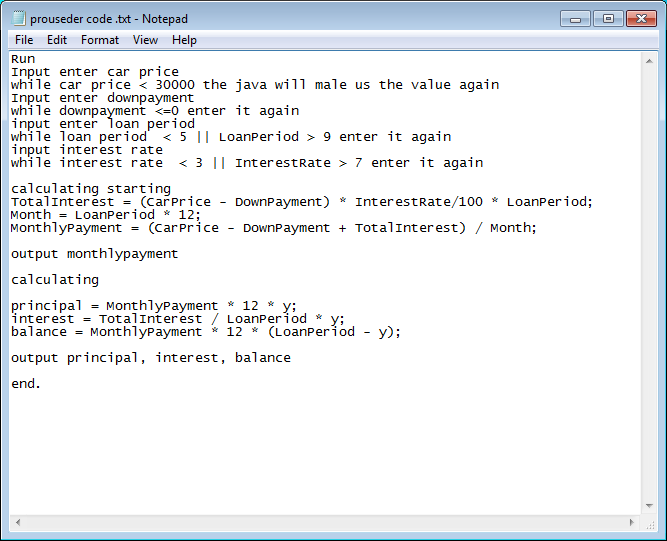 prouseder code .txt - Notepad
File Edit Format View Help
Run
Input enter car price
while car price < 30000 the java will male us the value again
Input enter downpayment
while downpayment <=0 enter it again
input enter loan period
while loan period  < 5 || LoanPeriod > 9 enter it again
input interest rate
while interest rate  < 3 || InterestRate > 7 enter it again
calculating starting
TotalInterest = (CarPrice - DownPayment) * InterestRate/100 * LoanPeriod;
Month = LoanPeriod * 12;
MonthlyPayment = (CarPrice - DownPayment + TotalInterest) / Month;
output monthlypayment
calculating
principal = MonthlyPayment * 12 * y;
interest = TotalInterest / LoanPeriod * y;
balance = MonthlyPayment * 12 * (LoanPeriod - y);
output principal, interest, balance
end.